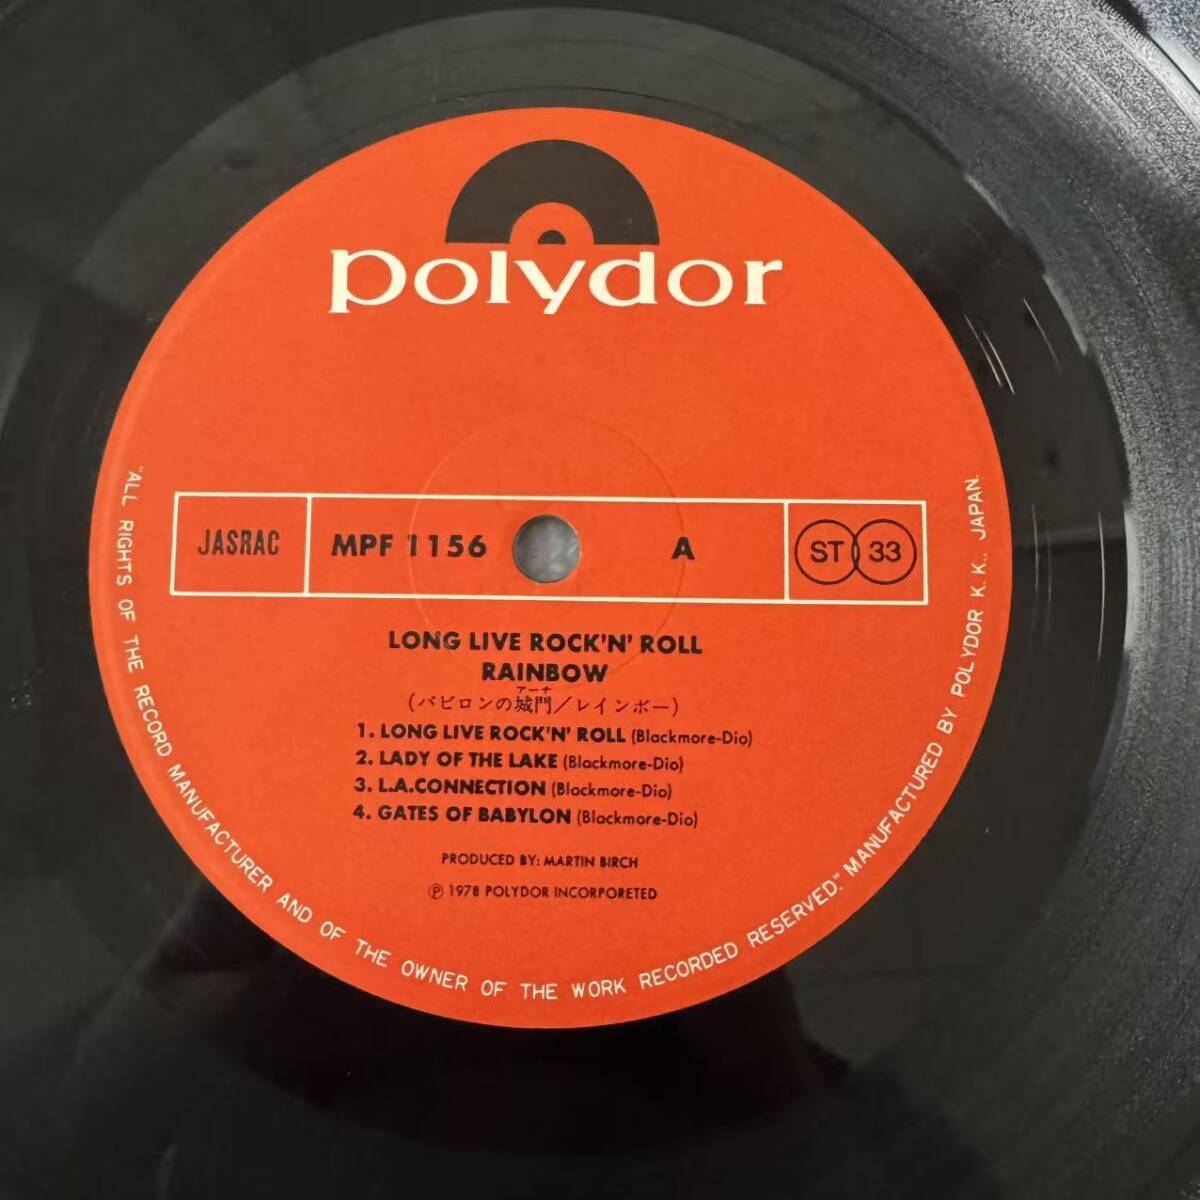 polydor
JASRAC
MPF 1156
A
ST 33
LONG LIVE ROCK'N' ROLL
RAINBOW
アーチ
(バビロンの城門/レインボー)
1. LONG LIVE ROCK'N' ROLL (Blackmore-Dio)
2. LADY OF THE LAKE (Blackmore-Dio)
3. L.A.CONNECTION (Blackmore-Dio)
4. GATES OF BABYLON (Blackmore-Dio)
PRODUCED BY: MARTIN BIRCH
Ⓟ 1978 POLYDOR INCORPORETED
"ALL RIGHTS OF THE RECORD MANUFACTURER AND OF THE OWNER OF THE WORK RECORDED RESERVED." MANUFACTURED BY POLYDOR K.K., JAPAN.